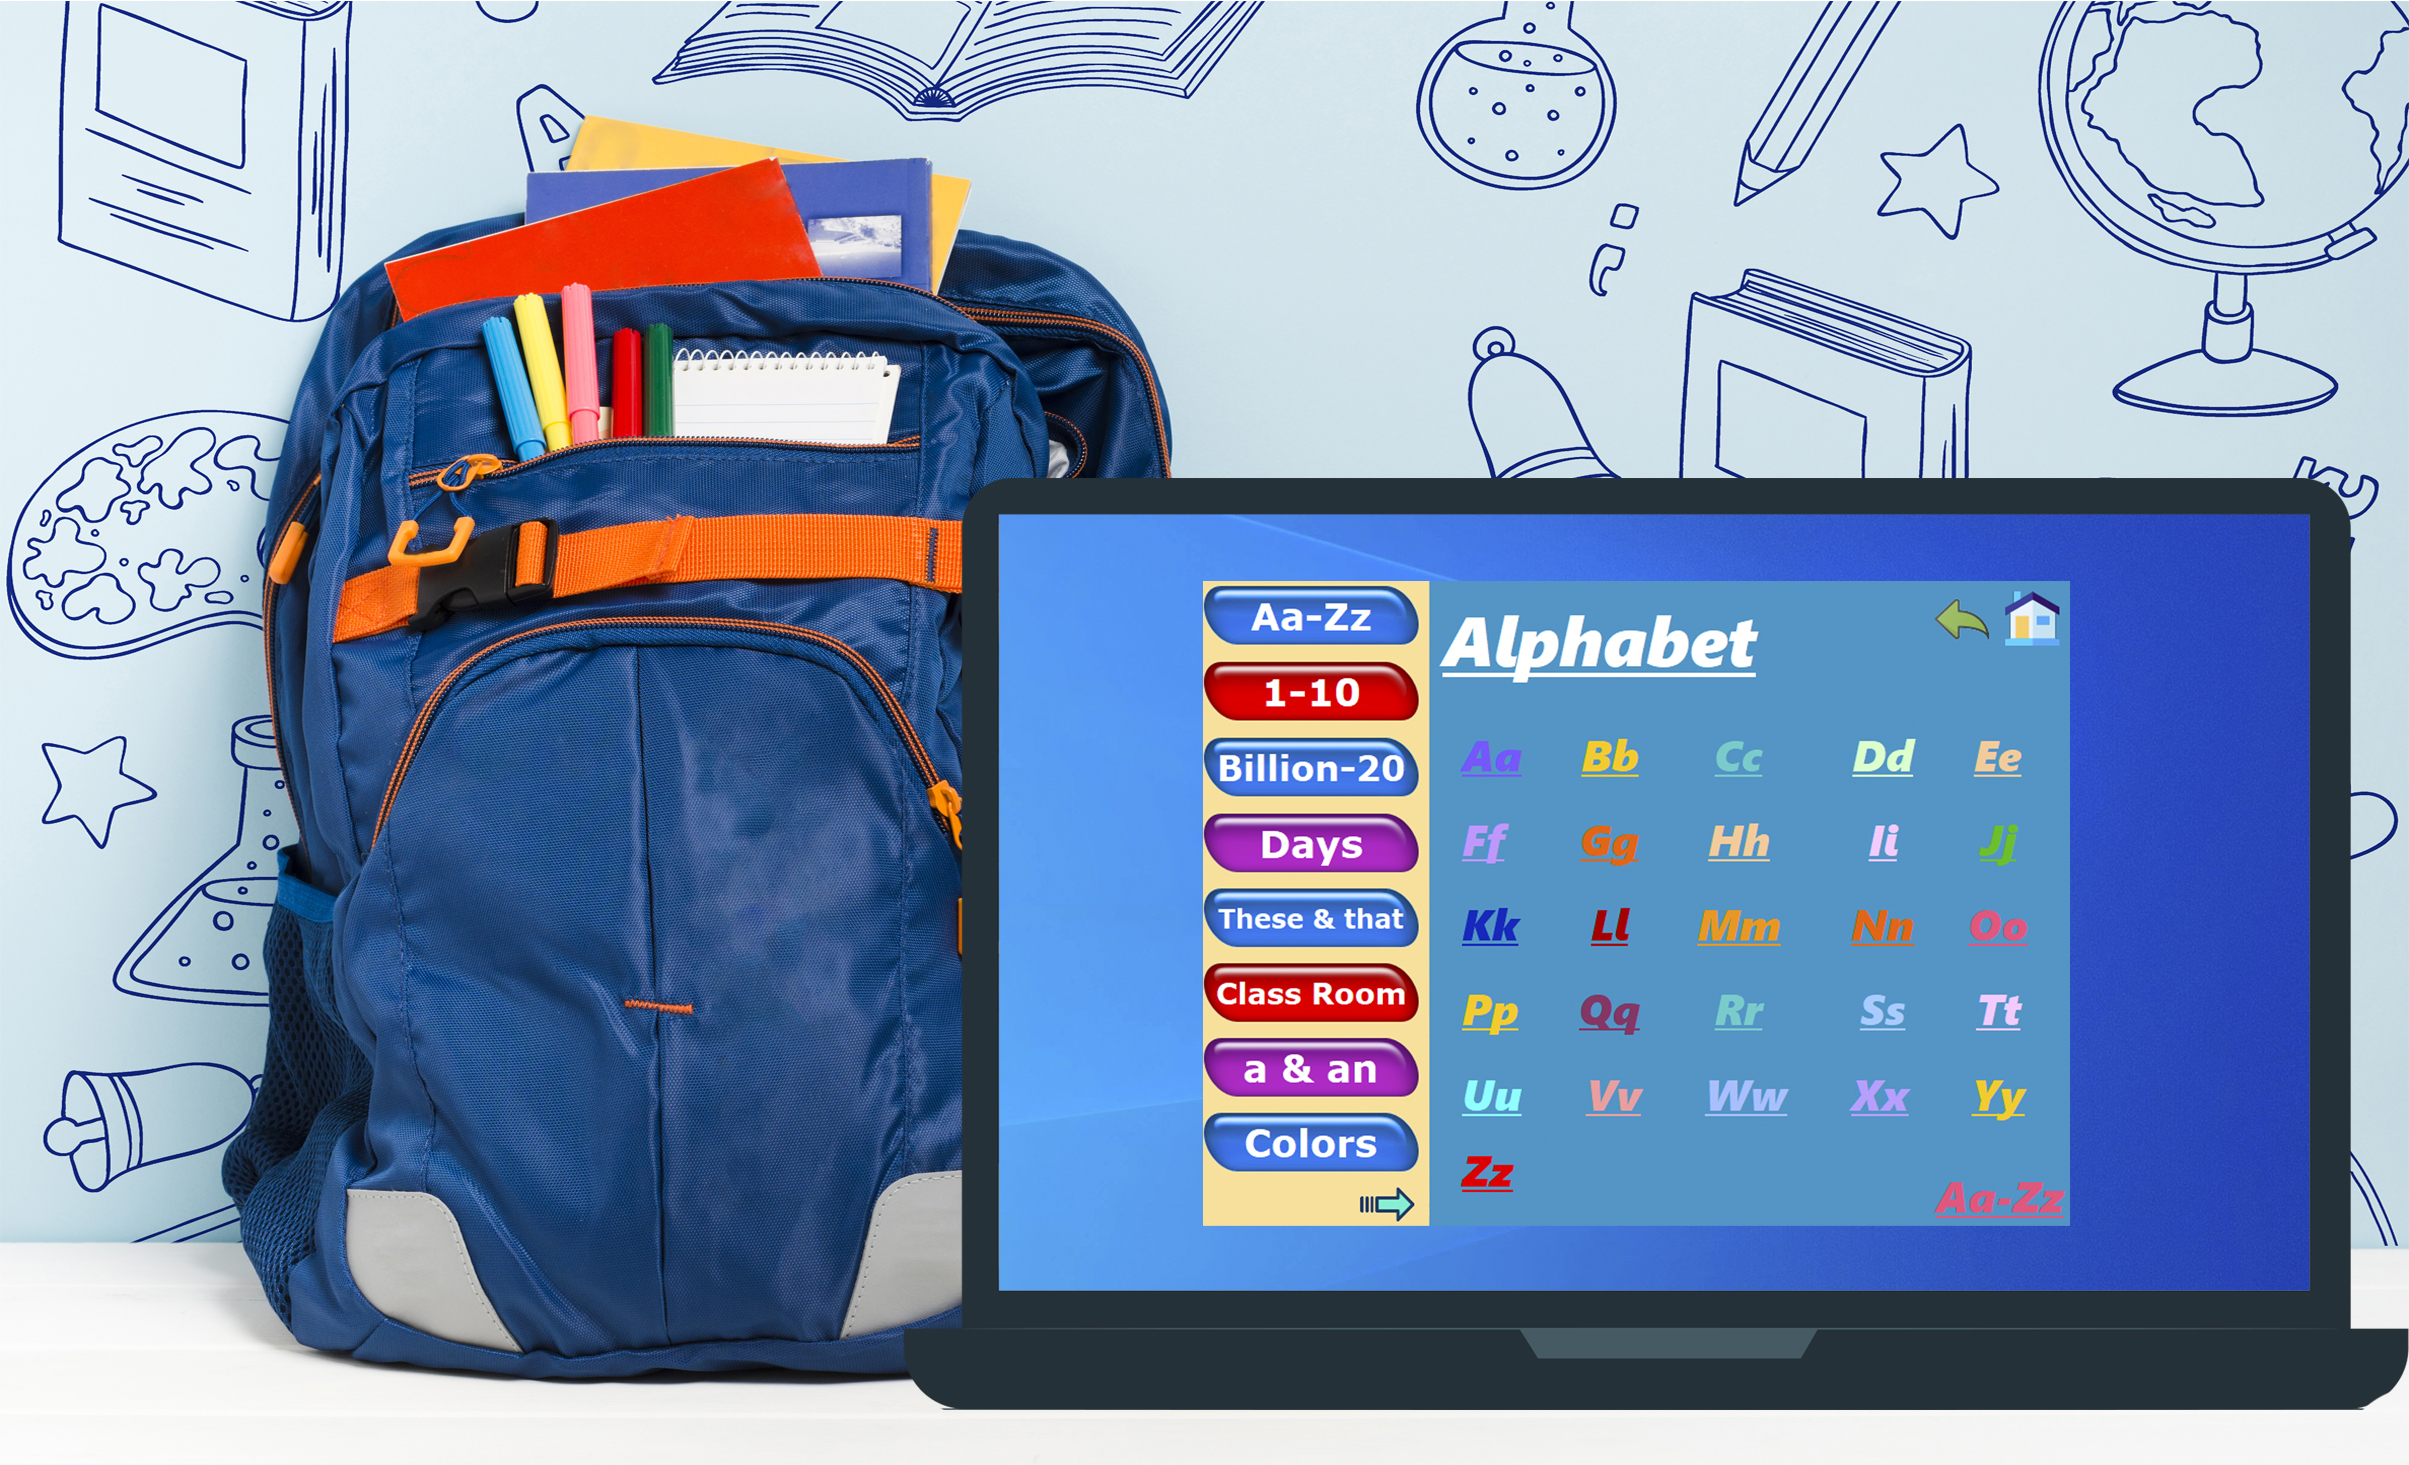 Aa-Zz
1-10
Billion-20
Days
These & that
Class Room
a & an
Colors
Alphabet
Aa Bb Cc Dd Ee
Ff Gg Hh Ii Jj
Kk Ll Mm Nn Oo
Pp Qq Rr Ss Tt
Uu Vv Ww Xx Yy
Zz
Aa-Zz